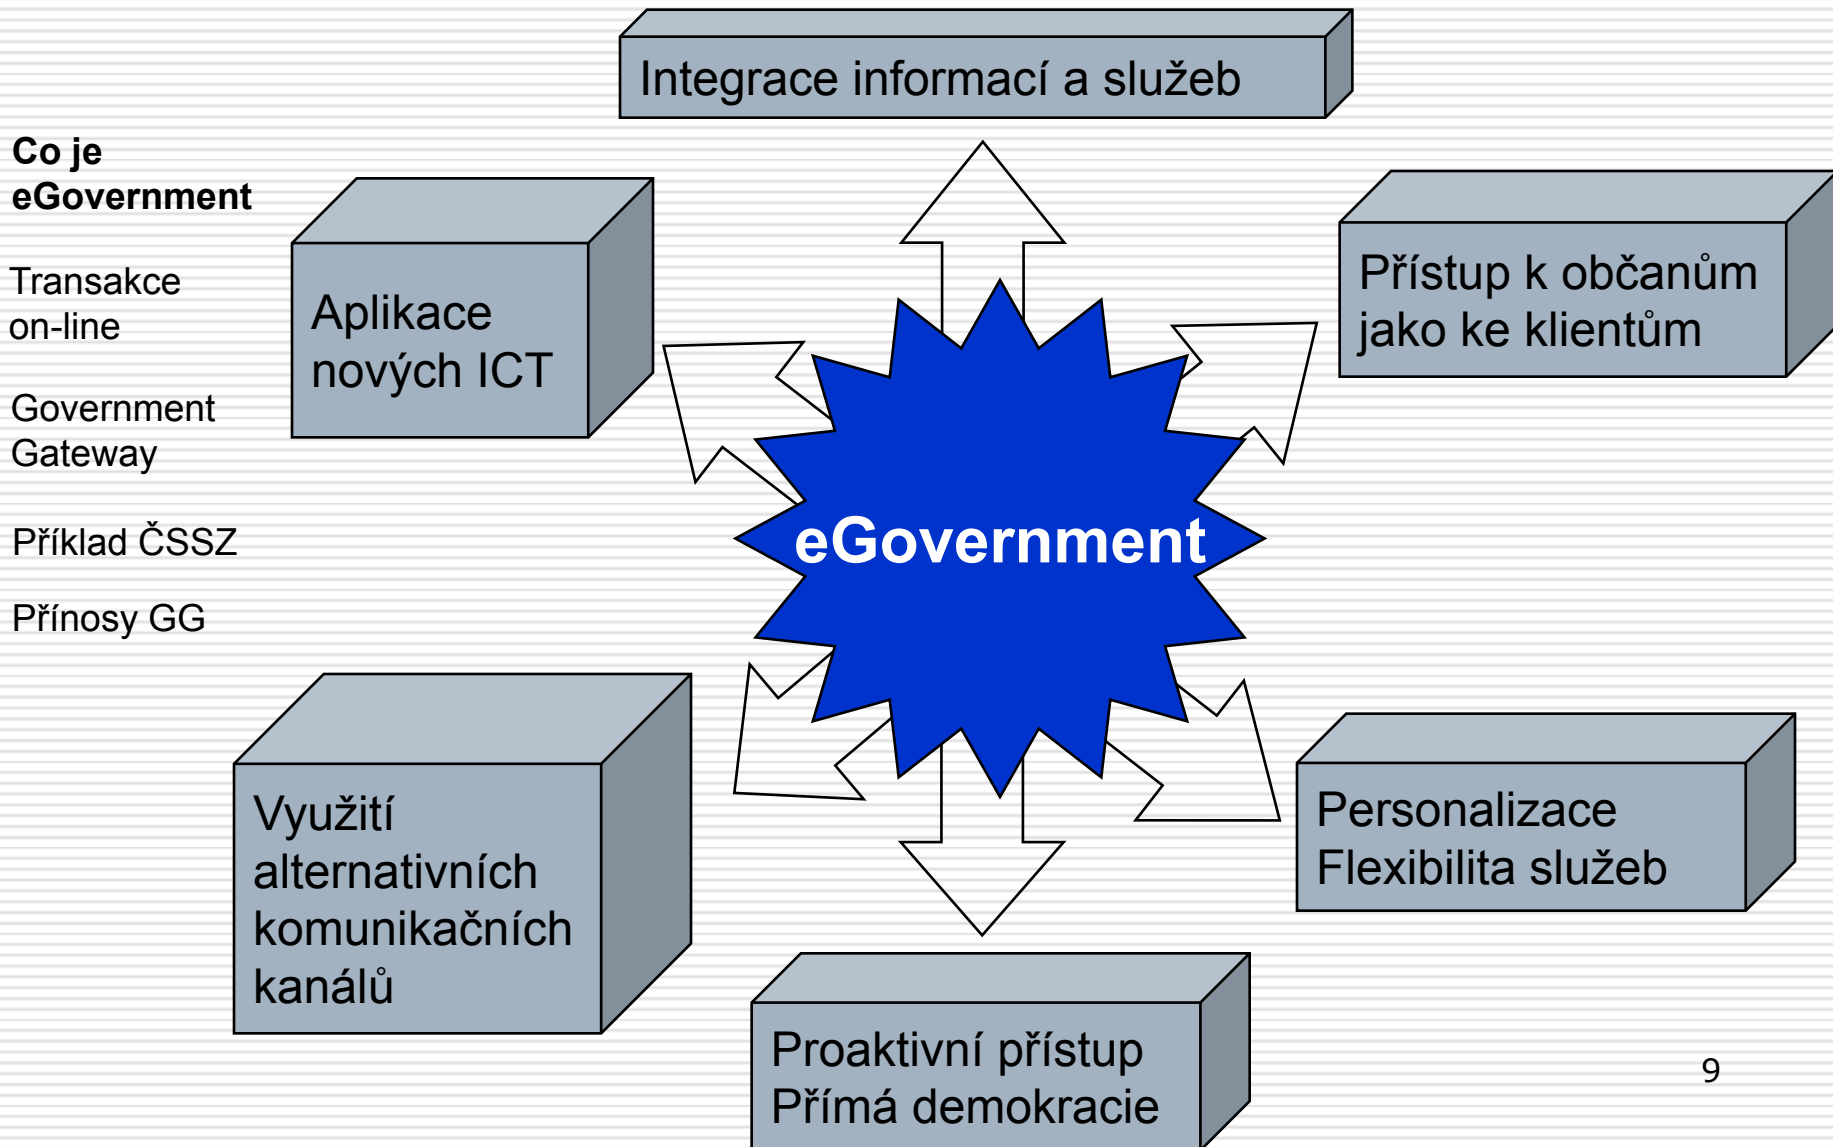 Integrace informací a služeb
Co je
eGovernment
Transakce
on-line
Government
Gateway
Příklad ČSSZ
Přínosy GG
Aplikace
nových ICT
Přístup k občanům
jako ke klientům
eGovernment
Využití
alternativních
komunikačních
kanálů
Personalizace
Flexibilita služeb
Proaktivní přístup
Přímá demokracie
9